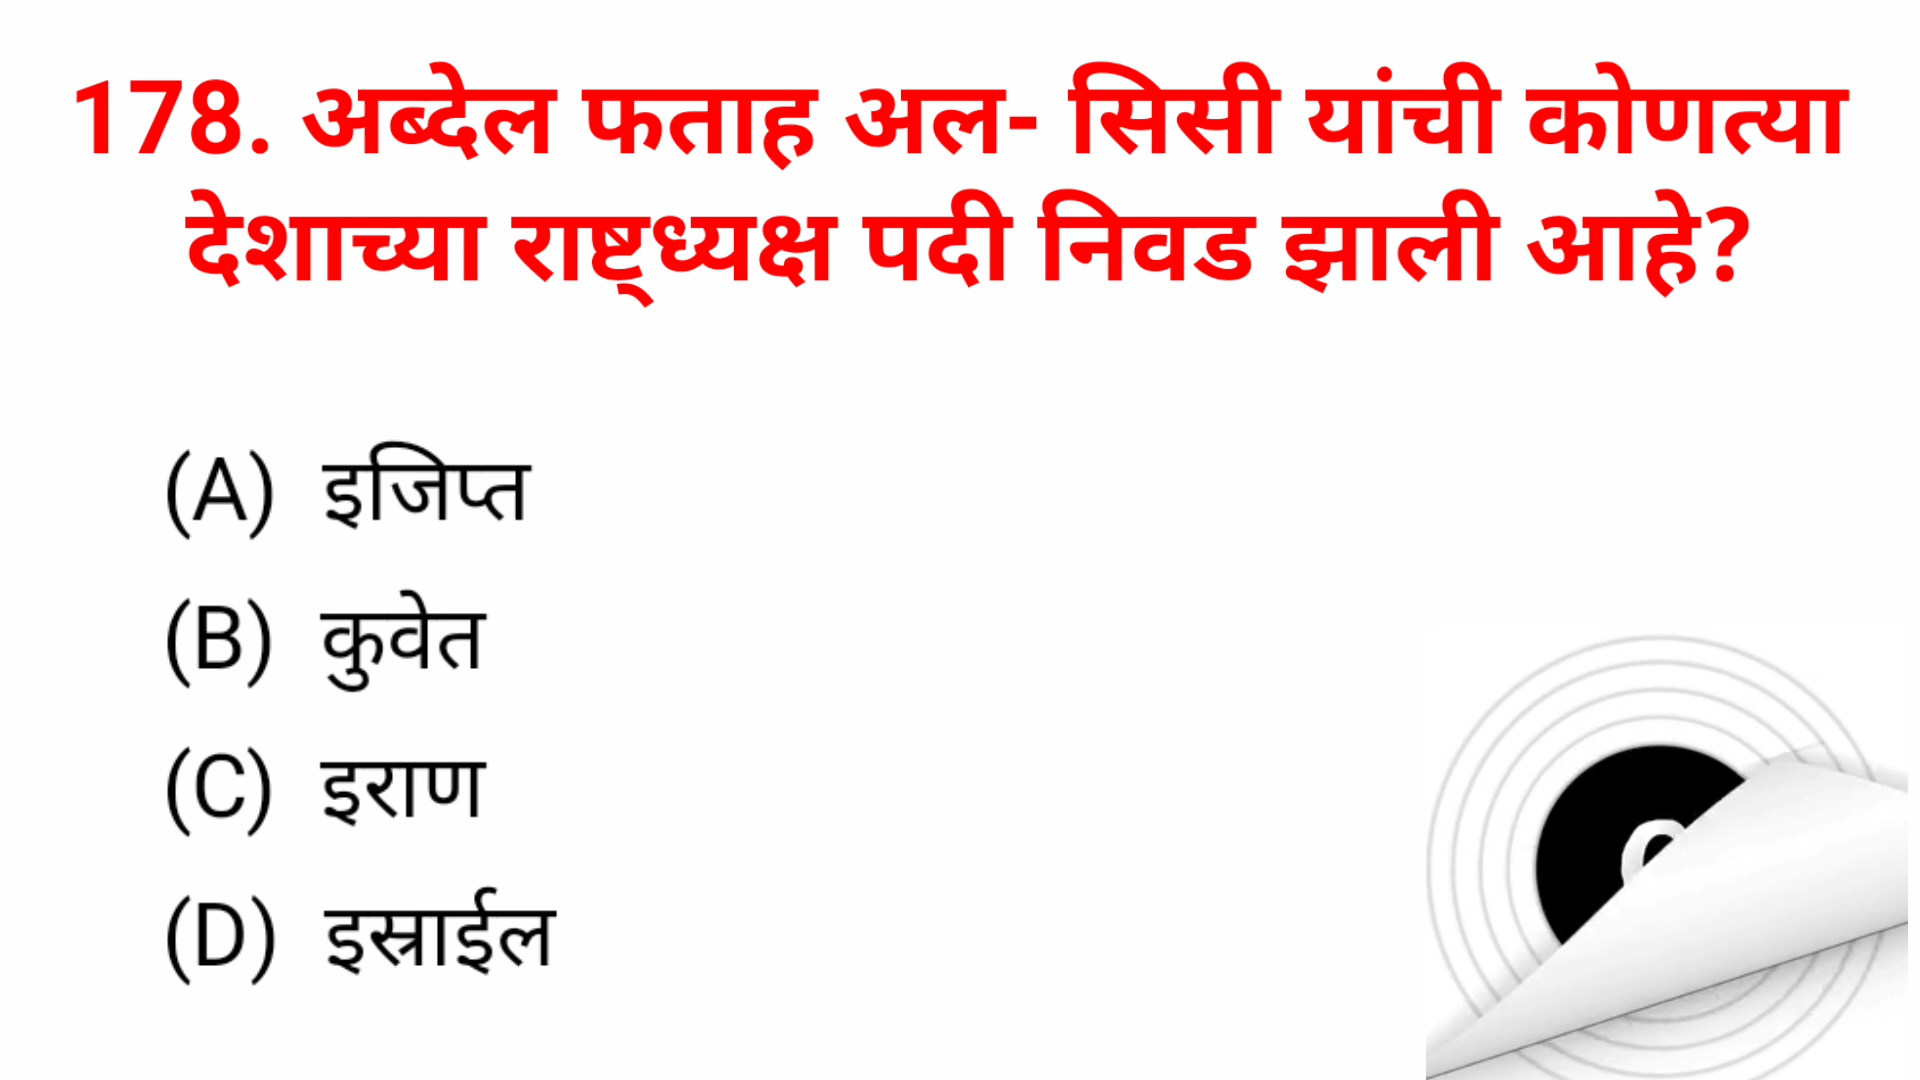 178. अब्देल फताह अल- सिसी यांची कोणत्या
देशाच्या राष्ट्ध्यक्ष पदी निवड झाली आहे?
(A) इजिप्त
(B) कुवेत
(C) इराण
(D) इस्राईल